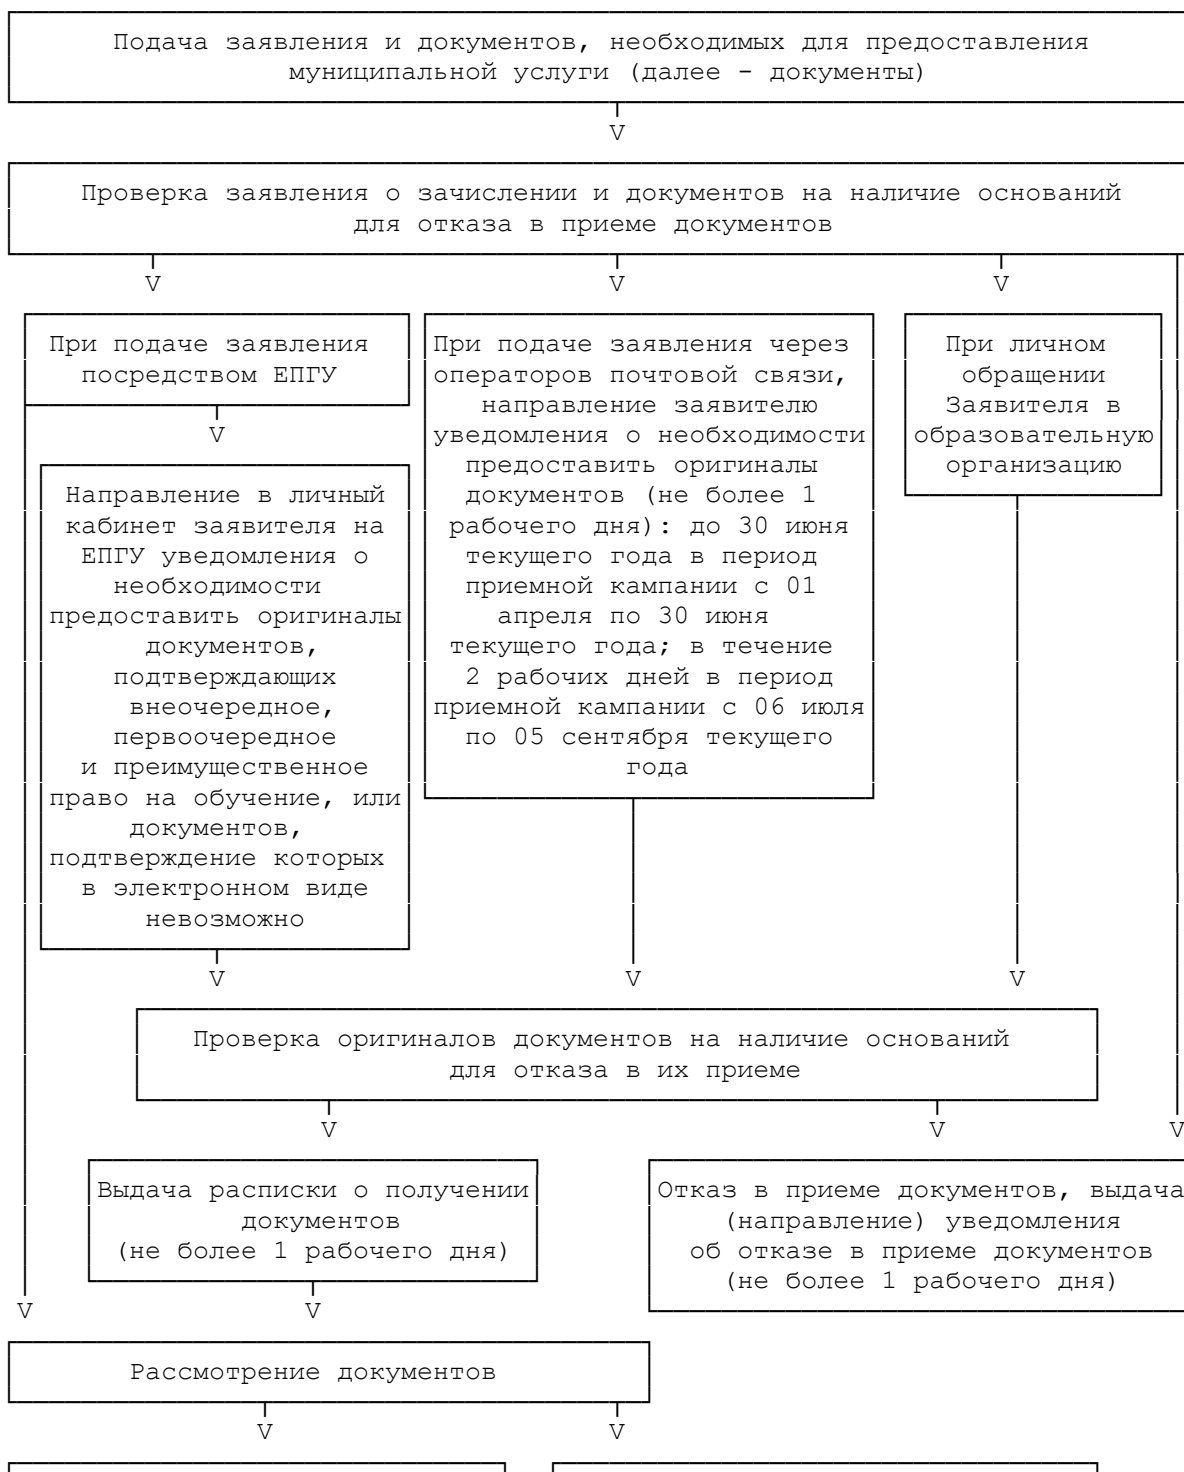 Подача заявления и документов, необходимых для предоставления
муниципальной услуги (далее - документы)
V
Проверка заявления о зачислении и документов на наличие оснований
для отказа в приеме документов
V V V
При подаче заявления
посредством ЕПГУ
V
Направление в личный
кабинет заявителя на
ЕПГУ уведомления о
необходимости
предоставить оригиналы
документов,
подтверждающих
внеочередное,
первоочередное
и преимущественное
право на обучение, или
документов,
подтверждение которых
в электронном виде
невозможно
При подаче заявления через
операторов почтовой связи,
направление заявителю
уведомления о необходимости
предоставить оригиналы
документов (не более 1
рабочего дня): до 30 июня
текущего года в период
приемной кампании с 01
апреля по 30 июня
текущего года; в течение
2 рабочих дней в период
приемной кампании с 06 июля
по 05 сентября текущего
года
При личном
обращении
Заявителя в
образовательную
организацию
V V V
Проверка оригиналов документов на наличие оснований
для отказа в их приеме
V V V
Выдача расписки о получении
документов
(не более 1 рабочего дня)
Отказ в приеме документов, выдача
(направление) уведомления
об отказе в приеме документов
(не более 1 рабочего дня)
V V
Рассмотрение документов
V V